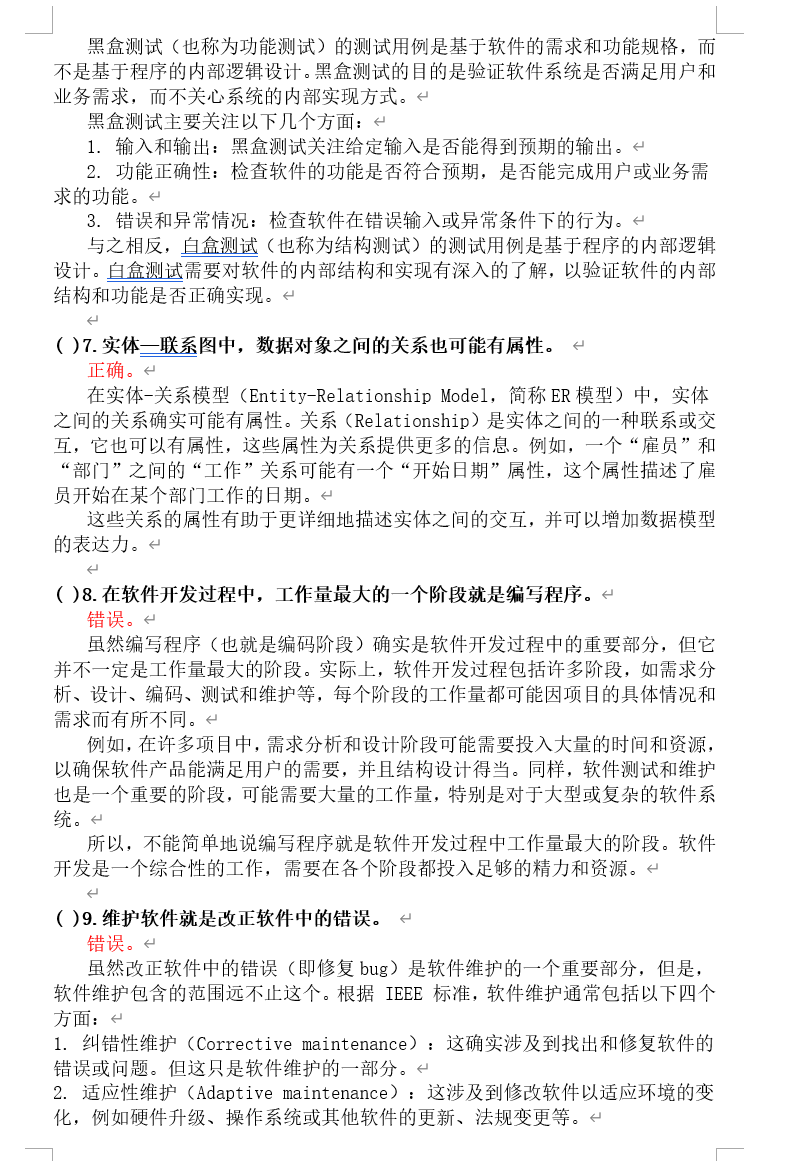 黑盒测试（也称为功能测试）的测试用例是基于软件的需求和功能规格，而
不是基于程序的内部逻辑设计。黑盒测试的目的是验证软件系统是否满足用户和
业务需求，而不关心系统的内部实现方式。
黑盒测试主要关注以下几个方面：
1. 输入和输出：黑盒测试关注给定输入是否能得到预期的输出。
2. 功能正确性：检查软件的功能是否符合预期，是否能完成用户或业务需
求的功能。
3. 错误和异常情况：检查软件在错误输入或异常条件下的行为。
与之相反，白盒测试（也称为结构测试）的测试用例是基于程序的内部逻辑
设计。白盒测试需要对软件的内部结构和实现有深入的了解，以验证软件的内部
结构和功能是否正确实现。
( )7.实体—联系图中，数据对象之间的关系也可能有属性。
正确。
在实体-关系模型（Entity-Relationship Model，简称ER模型）中，实体
之间的关系确实可能有属性。关系（Relationship）是实体之间的一种联系或交
互，它也可以有属性，这些属性为关系提供更多的信息。例如，一个“雇员”和
“部门”之间的“工作”关系可能有一个“开始日期”属性，这个属性描述了雇
员开始在某个部门工作的日期。
这些关系的属性有助于更详细地描述实体之间的交互，并可以增加数据模型
的表达力。
( )8.在软件开发过程中，工作量最大的一个阶段就是编写程序。
错误。
虽然编写程序（也就是编码阶段）确实是软件开发过程中的重要部分，但它
并不一定是工作量最大的阶段。实际上，软件开发过程包括许多阶段，如需求分
析、设计、编码、测试和维护等，每个阶段的工作量都可能因项目的具体情况和
需求而有所不同。
例如，在许多项目中，需求分析和设计阶段可能需要投入大量的时间和资源，
以确保软件产品能满足用户的需要，并且结构设计得当。同样，软件测试和维护
也是一个重要的阶段，可能需要大量的工作量，特别是对于大型或复杂的软件系
统。
所以，不能简单地说编写程序就是软件开发过程中工作量最大的阶段。软件
开发是一个综合性的工作，需要在各个阶段都投入足够的精力和资源。
( )9.维护软件就是改正软件中的错误。
错误。
虽然改正软件中的错误（即修复bug）是软件维护的一个重要部分，但是，
软件维护包含的范围远不止这个。根据 IEEE 标准，软件维护通常包括以下四个
方面：
1. 纠错性维护（Corrective maintenance）：这确实涉及到找出和修复软件的
错误或问题。但这只是软件维护的一部分。
2. 适应性维护（Adaptive maintenance）：这涉及到修改软件以适应环境的变
化，例如硬件升级、操作系统或其他软件的更新、法规变更等。